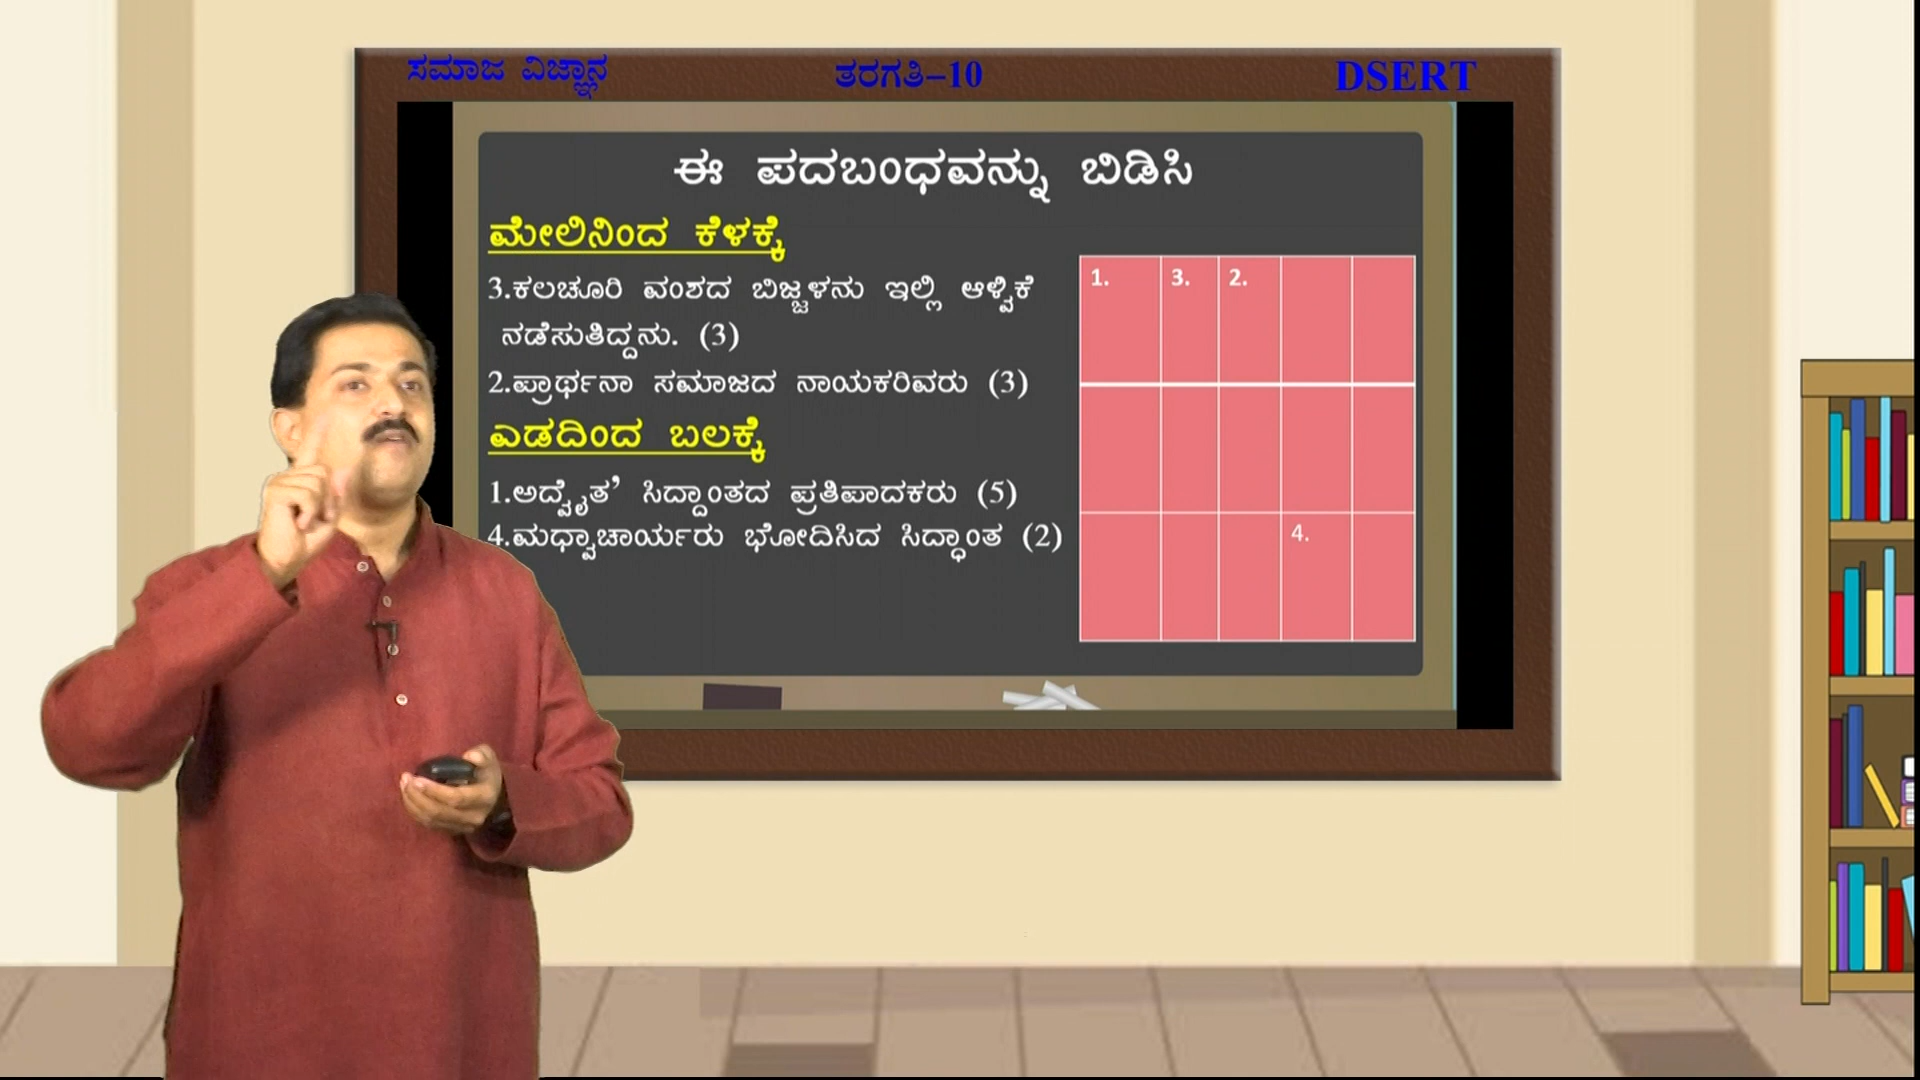 ಸಮಾಜ ವಿಜ್ಞಾನ
ತರಗತಿ-10
DSERT
ಈ ಪದಬಂಧವನ್ನು ಬಿಡಿಸಿ
ಮೇಲಿನಿಂದ ಕೆಳಕ್ಕೆ
3.ಕಲಚೂರಿ ವಂಶದ ಬಿಜ್ಜಳನು ಇಲ್ಲಿ ಆಳ್ವಿಕೆ
ನಡೆಸುತಿದ್ದನು. (3)
2.ಪ್ರಾರ್ಥನಾ ಸಮಾಜದ ನಾಯಕರಿವರು (3)
ಎಡದಿಂದ ಬಲಕ್ಕೆ
1.ಅದ್ವೈತ’ ಸಿದ್ದಾಂತದ ಪ್ರತಿಪಾದಕರು (5)
4.ಮಧ್ವಾಚಾರ್ಯರು ಭೋದಿಸಿದ ಸಿದ್ಧಾಂತ (2)
1. 3. 2.
4.